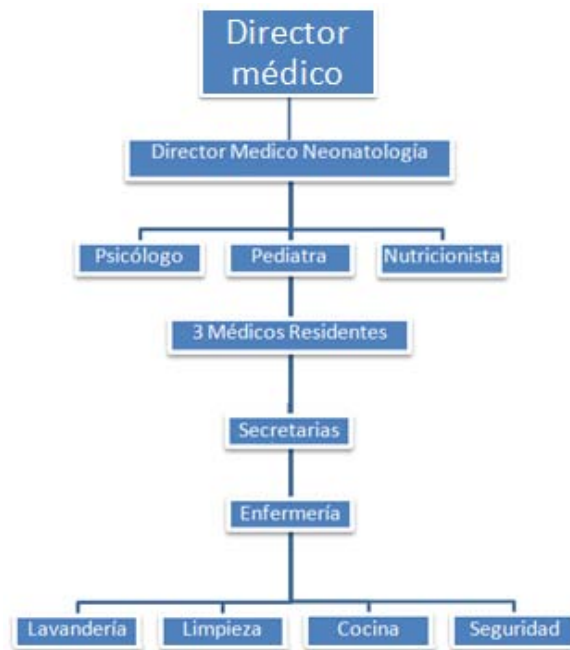 Director
médico
Director Medico Neonatología
Psicólogo
Pediatra
Nutricionista
3 Médicos Residentes
Secretarias
Enfermería
Lavandería
Limpieza
Cocina
Seguridad